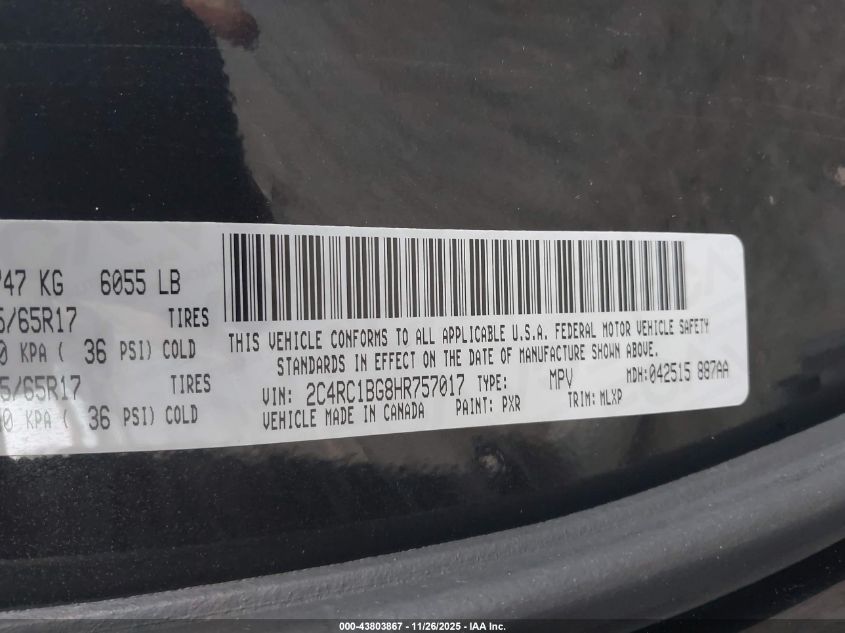 747 KG 6055 LB
5/65R17 TIRES
0 KPA ( 36 PSI) COLD
5/65R17 TIRES
0 KPA ( 36 PSI) COLD
THIS VEHICLE CONFORMS TO ALL APPLICABLE U.S.A. FEDERAL MOTOR VEHICLE SAFETY
STANDARDS IN EFFECT ON THE DATE OF MANUFACTURE SHOWN ABOVE.
VIN: 2C4RC1BG8HR757017 TYPE: MPV MDH: 042515 887AA
VEHICLE MADE IN CANADA PAINT: PXR TRIM: MLXP
000-43803867 - 11/26/2025 - IAA Inc.